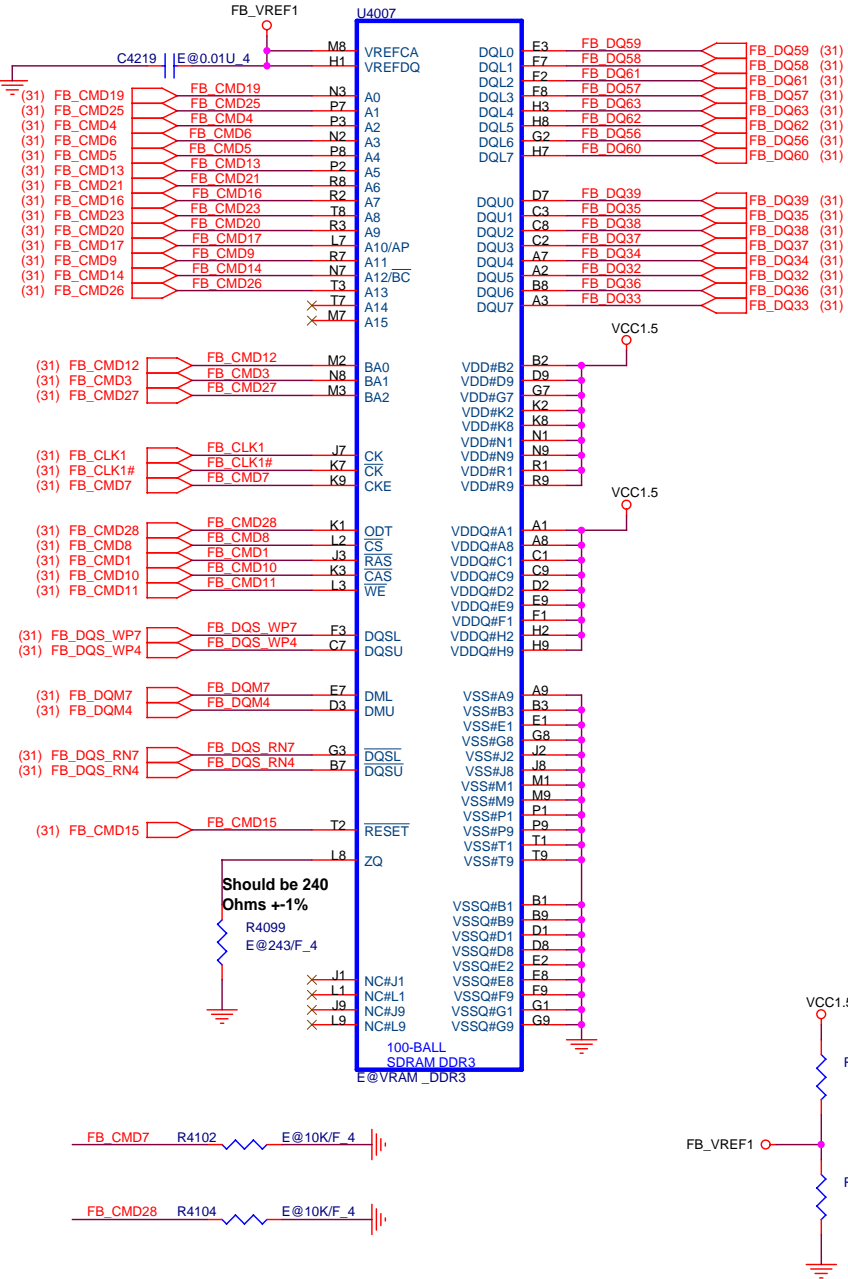 FB_VREF1
U4007
C4219 E@0.01U_4
M8 VREFCA
H1 VREFDQ
(31) FB_CMD19 FB_CMD19 N3 A0
(31) FB_CMD25 FB_CMD25 P7 A1
(31) FB_CMD4 FB_CMD4 P3 A2
(31) FB_CMD6 FB_CMD6 N2 A3
(31) FB_CMD5 FB_CMD5 P8 A4
(31) FB_CMD13 FB_CMD13 P2 A5
(31) FB_CMD21 FB_CMD21 R8 A6
(31) FB_CMD16 FB_CMD16 R2 A7
(31) FB_CMD23 FB_CMD23 T8 A8
(31) FB_CMD20 FB_CMD20 R3 A9
(31) FB_CMD17 FB_CMD17 L7 A10/AP
(31) FB_CMD9 FB_CMD9 R7 A11
(31) FB_CMD14 FB_CMD14 N7 A12/BC
(31) FB_CMD26 FB_CMD26 T3 A13
T7 A14
M7 A15
(31) FB_CMD12 FB_CMD12 M2 BA0
(31) FB_CMD3 FB_CMD3 N8 BA1
(31) FB_CMD27 FB_CMD27 M3 BA2
(31) FB_CLK1 FB_CLK1 J7 CK
(31) FB_CLK1# FB_CLK1# K7 CK
(31) FB_CMD7 FB_CMD7 K9 CKE
(31) FB_CMD28 FB_CMD28 K1 ODT
(31) FB_CMD8 FB_CMD8 L2 CS
(31) FB_CMD1 FB_CMD1 J3 RAS
(31) FB_CMD10 FB_CMD10 K3 CAS
(31) FB_CMD11 FB_CMD11 L3 WE
(31) FB_DQS_WP7 FB_DQS_WP7 F3 DQSL
(31) FB_DQS_WP4 FB_DQS_WP4 C7 DQSU
(31) FB_DQM7 FB_DQM7 E7 DML
(31) FB_DQM4 FB_DQM4 D3 DMU
(31) FB_DQS_RN7 FB_DQS_RN7 G3 DQSL
(31) FB_DQS_RN4 FB_DQS_RN4 B7 DQSU
(31) FB_CMD15 FB_CMD15 T2 RESET
L8 ZQ
Should be 240
Ohms +-1%
R4099
E@243/F_4
J1 NC#J1
L1 NC#L1
J9 NC#J9
L9 NC#L9
DQL0 E3 FB_DQ59 FB_DQ59 (31)
DQL1 F7 FB_DQ58 FB_DQ58 (31)
DQL2 F2 FB_DQ61 FB_DQ61 (31)
DQL3 F8 FB_DQ57 FB_DQ57 (31)
DQL4 H3 FB_DQ63 FB_DQ63 (31)
DQL5 H8 FB_DQ62 FB_DQ62 (31)
DQL6 G2 FB_DQ56 FB_DQ56 (31)
DQL7 H7 FB_DQ60 FB_DQ60 (31)
DQU0 D7 FB_DQ39 FB_DQ39 (31)
DQU1 C3 FB_DQ35 FB_DQ35 (31)
DQU2 C8 FB_DQ38 FB_DQ38 (31)
DQU3 C2 FB_DQ37 FB_DQ37 (31)
DQU4 A7 FB_DQ34 FB_DQ34 (31)
DQU5 A2 FB_DQ32 FB_DQ32 (31)
DQU6 B8 FB_DQ36 FB_DQ36 (31)
DQU7 A3 FB_DQ33 FB_DQ33 (31)
VCC1.5
VDD#B2 B2
VDD#D9 D9
VDD#G7 G7
VDD#K2 K2
VDD#K8 K8
VDD#N1 N1
VDD#N9 N9
VDD#R1 R1
VDD#R9 R9
VCC1.5
VDDQ#A1 A1
VDDQ#A8 A8
VDDQ#C1 C1
VDDQ#C9 C9
VDDQ#D2 D2
VDDQ#E9 E9
VDDQ#F1 F1
VDDQ#H2 H2
VDDQ#H9 H9
VSS#A9 A9
VSS#B3 B3
VSS#E1 E1
VSS#G8 G8
VSS#J2 J2
VSS#J8 J8
VSS#M1 M1
VSS#M9 M9
VSS#P1 P1
VSS#P9 P9
VSS#T1 T1
VSS#T9 T9
VSSQ#B1 B1
VSSQ#B9 B9
VSSQ#D1 D1
VSSQ#D8 D8
VSSQ#E2 E2
VSSQ#E8 E8
VSSQ#F9 F9
VSSQ#G1 G1
VSSQ#G9 G9
100-BALL
SDRAM DDR3
E@VRAM _DDR3
FB_CMD7 R4102 E@10K/F_4
FB_CMD28 R4104 E@10K/F_4
VCC1.5
FB_VREF1